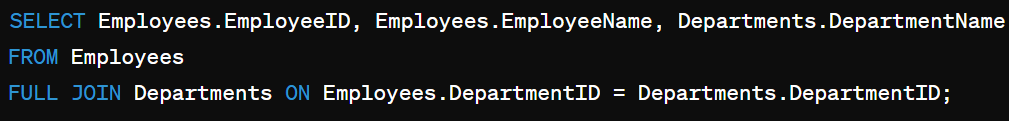 SELECT Employees.EmployeeID, Employees.EmployeeName, Departments.DepartmentName
FROM Employees
FULL JOIN Departments ON Employees.DepartmentID = Departments.DepartmentID;